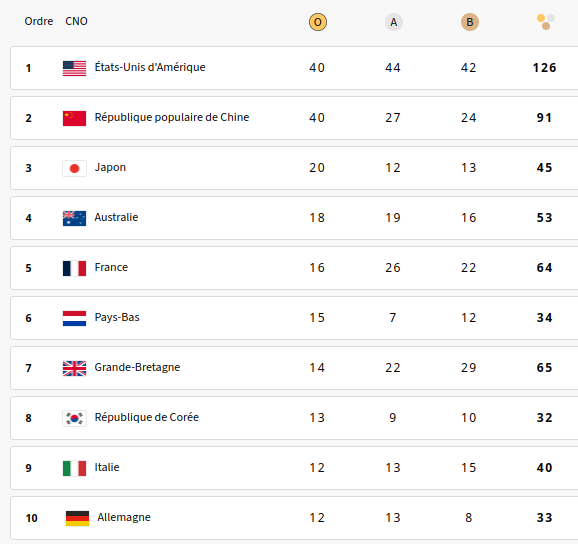 Ordre CNO O A B
1 États-Unis d'Amérique 40 44 42 126
2 République populaire de Chine 40 27 24 91
3 Japon 20 12 13 45
4 Australie 18 19 16 53
5 France 16 26 22 64
6 Pays-Bas 15 7 12 34
7 Grande-Bretagne 14 22 29 65
8 République de Corée 13 9 10 32
9 Italie 12 13 15 40
10 Allemagne 12 13 8 33